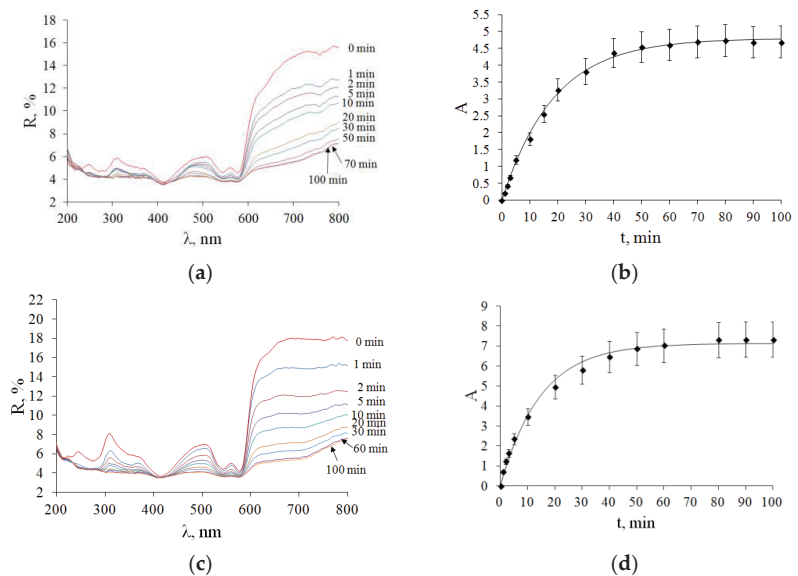 18
16
14
12
10
8
6
4
2
R, %
0 min
1 min
2 min
5 min
10 min
20 min
30 min
50 min
70 min
100 min
200 300 400 500 600 700 800
λ, nm
(a)
5.5
5
4.5
4
3.5
3
2.5
2
1.5
1
0.5
0
A
0 10 20 30 40 50 60 70 80 90 100
t, min
(b)
22
20
18
16
14
12
10
8
6
4
2
R, %
0 min
1 min
2 min
5 min
10 min
20 min
30 min
60 min
100 min
200 300 400 500 600 700 800
λ, nm
(c)
9
8
7
6
5
4
3
2
1
0
A
0 10 20 30 40 50 60 70 80 90 100
t, min
(d)